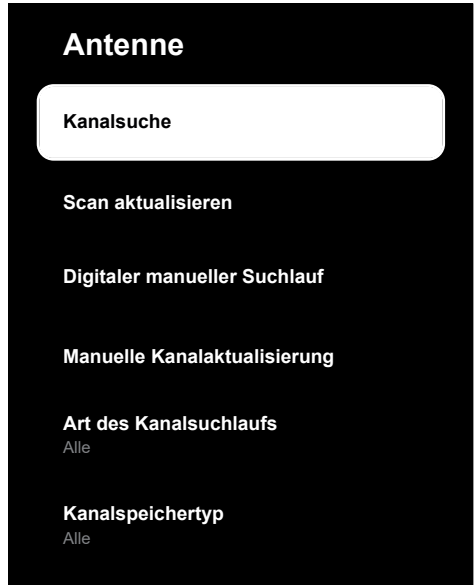 Antenne
Kanalsuche
Scan aktualisieren
Digitaler manueller Suchlauf
Manuelle Kanalaktualisierung
Art des Kanalsuchlaufs
Alle
Kanalspeichertyp
Alle